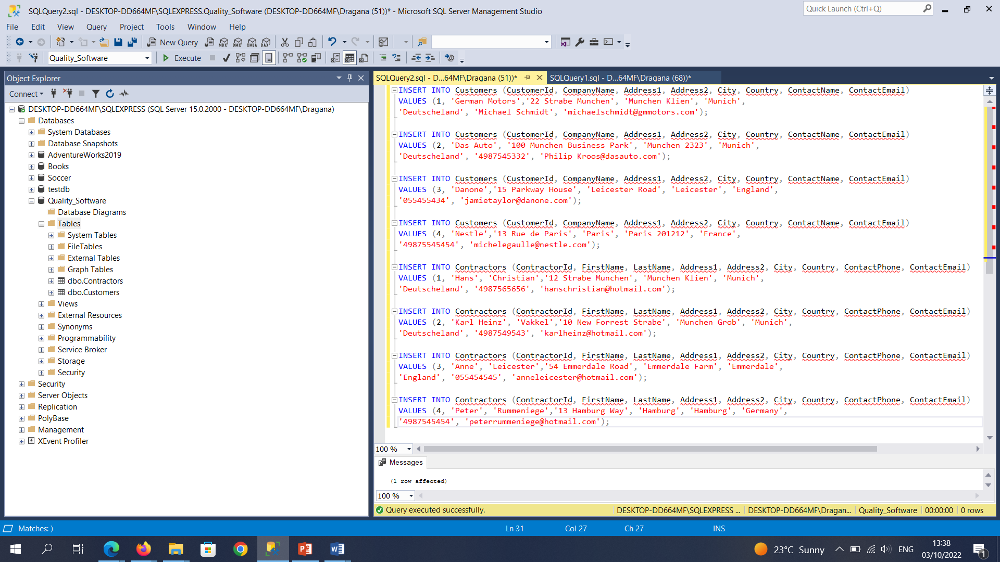 SQLQuery2.sql - DESKTOP-DD664MF\SQLEXPRESS.Quality_Software (DESKTOP-DD664MF\Dragana (51))* - Microsoft SQL Server Management Studio
Quick Launch (Ctrl+Q)
File Edit View Query Project Tools Window Help
New Query MDX DMX XMLA DAX
Quality_Software Execute
Object Explorer
Connect
DESKTOP-DD664MF\SQLEXPRESS (SQL Server 15.0.2000 - DESKTOP-DD664MF\Dragana)
Databases
System Databases
Database Snapshots
AdventureWorks2019
Books
Soccer
testdb
Quality_Software
Database Diagrams
Tables
System Tables
FileTables
External Tables
Graph Tables
dbo.Contractors
dbo.Customers
Views
External Resources
Synonyms
Programmability
Service Broker
Storage
Security
Security
Server Objects
Replication
PolyBase
Management
XEvent Profiler
SQLQuery2.sql - D...64MF\Dragana (51))* SQLQuery1.sql - D...64MF\Dragana (68))*
INSERT INTO Customers (CustomerId, CompanyName, Address1, Address2, City, Country, ContactName, ContactEmail)
VALUES (1, 'German Motors','22 Strabe Munchen', 'Munchen Klien', 'Munich',
'Deutscheland', 'Michael Schmidt', 'michaelschmidt@gmmotors.com');
INSERT INTO Customers (CustomerId, CompanyName, Address1, Address2, City, Country, ContactName, ContactEmail)
VALUES (2, 'Das Auto', '100 Munchen Business Park', 'Munchen 2323', 'Munich',
'Deutscheland', '4987545332', 'Philip Kroos@dasauto.com');
INSERT INTO Customers (CustomerId, CompanyName, Address1, Address2, City, Country, ContactName, ContactEmail)
VALUES (3, 'Danone','15 Parkway House', 'Leicester Road', 'Leicester', 'England',
'055455434', 'jamietaylor@danone.com');
INSERT INTO Customers (CustomerId, CompanyName, Address1, Address2, City, Country, ContactName, ContactEmail)
VALUES (4, 'Nestle','13 Rue de Paris', 'Paris', 'Paris 201212', 'France',
'49875545454', 'michelegaulle@nestle.com');
INSERT INTO Contractors (ContractorId, FirstName, LastName, Address1, Address2, City, Country, ContactPhone, ContactEmail)
VALUES (1, 'Hans', 'Christian','12 Strabe Munchen', 'Munchen Klien', 'Munich',
'Deutscheland', '4987565656', 'hanschristian@hotmail.com');
INSERT INTO Contractors (ContractorId, FirstName, LastName, Address1, Address2, City, Country, ContactPhone, ContactEmail)
VALUES (2, 'Karl Heinz', 'Vakkel','10 New Forrest Strabe', 'Munchen Grob', 'Munich',
'Deutscheland', '4987549543', 'karlheinz@hotmail.com');
INSERT INTO Contractors (ContractorId, FirstName, LastName, Address1, Address2, City, Country, ContactPhone, ContactEmail)
VALUES (3, 'Anne', 'Leicester','54 Emmerdale Road', 'Emmerdale Farm', 'Emmerdale',
'England', '055454545', 'anneleicester@hotmail.com');
INSERT INTO Contractors (ContractorId, FirstName, LastName, Address1, Address2, City, Country, ContactPhone, ContactEmail)
VALUES (4, 'Peter', 'Rummeniege','13 Hamburg Way', 'Hamburg', 'Hamburg', 'Germany',
'4987545454', 'peterrummeniege@hotmail.com');
100 %
Messages
(1 row affected)
100 %
Query executed successfully. DESKTOP-DD664MF\SQLEXPRESS ... DESKTOP-DD664MF\Dragan... Quality_Software 00:00:00 0 rows
Matches: ) Ln 31 Col 27 Ch 27 INS
23°C Sunny ENG
13:38
03/10/2022
1